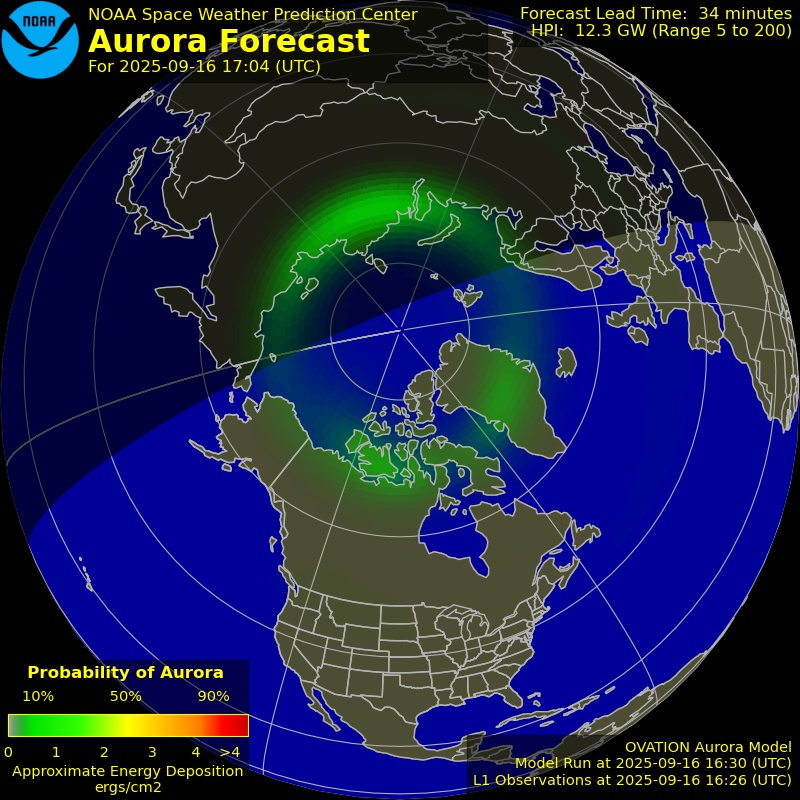 NOAA
NOAA Space Weather Prediction Center
Aurora Forecast
For 2025-09-16 17:04 (UTC)
Forecast Lead Time: 34 minutes
HPI: 12.3 GW (Range 5 to 200)
Probability of Aurora
10% 50% 90%
0 1 2 3 4 >4
Approximate Energy Deposition
ergs/cm2
OVATION Aurora Model
Model Run at 2025-09-16 16:30 (UTC)
L1 Observations at 2025-09-16 16:26 (UTC)